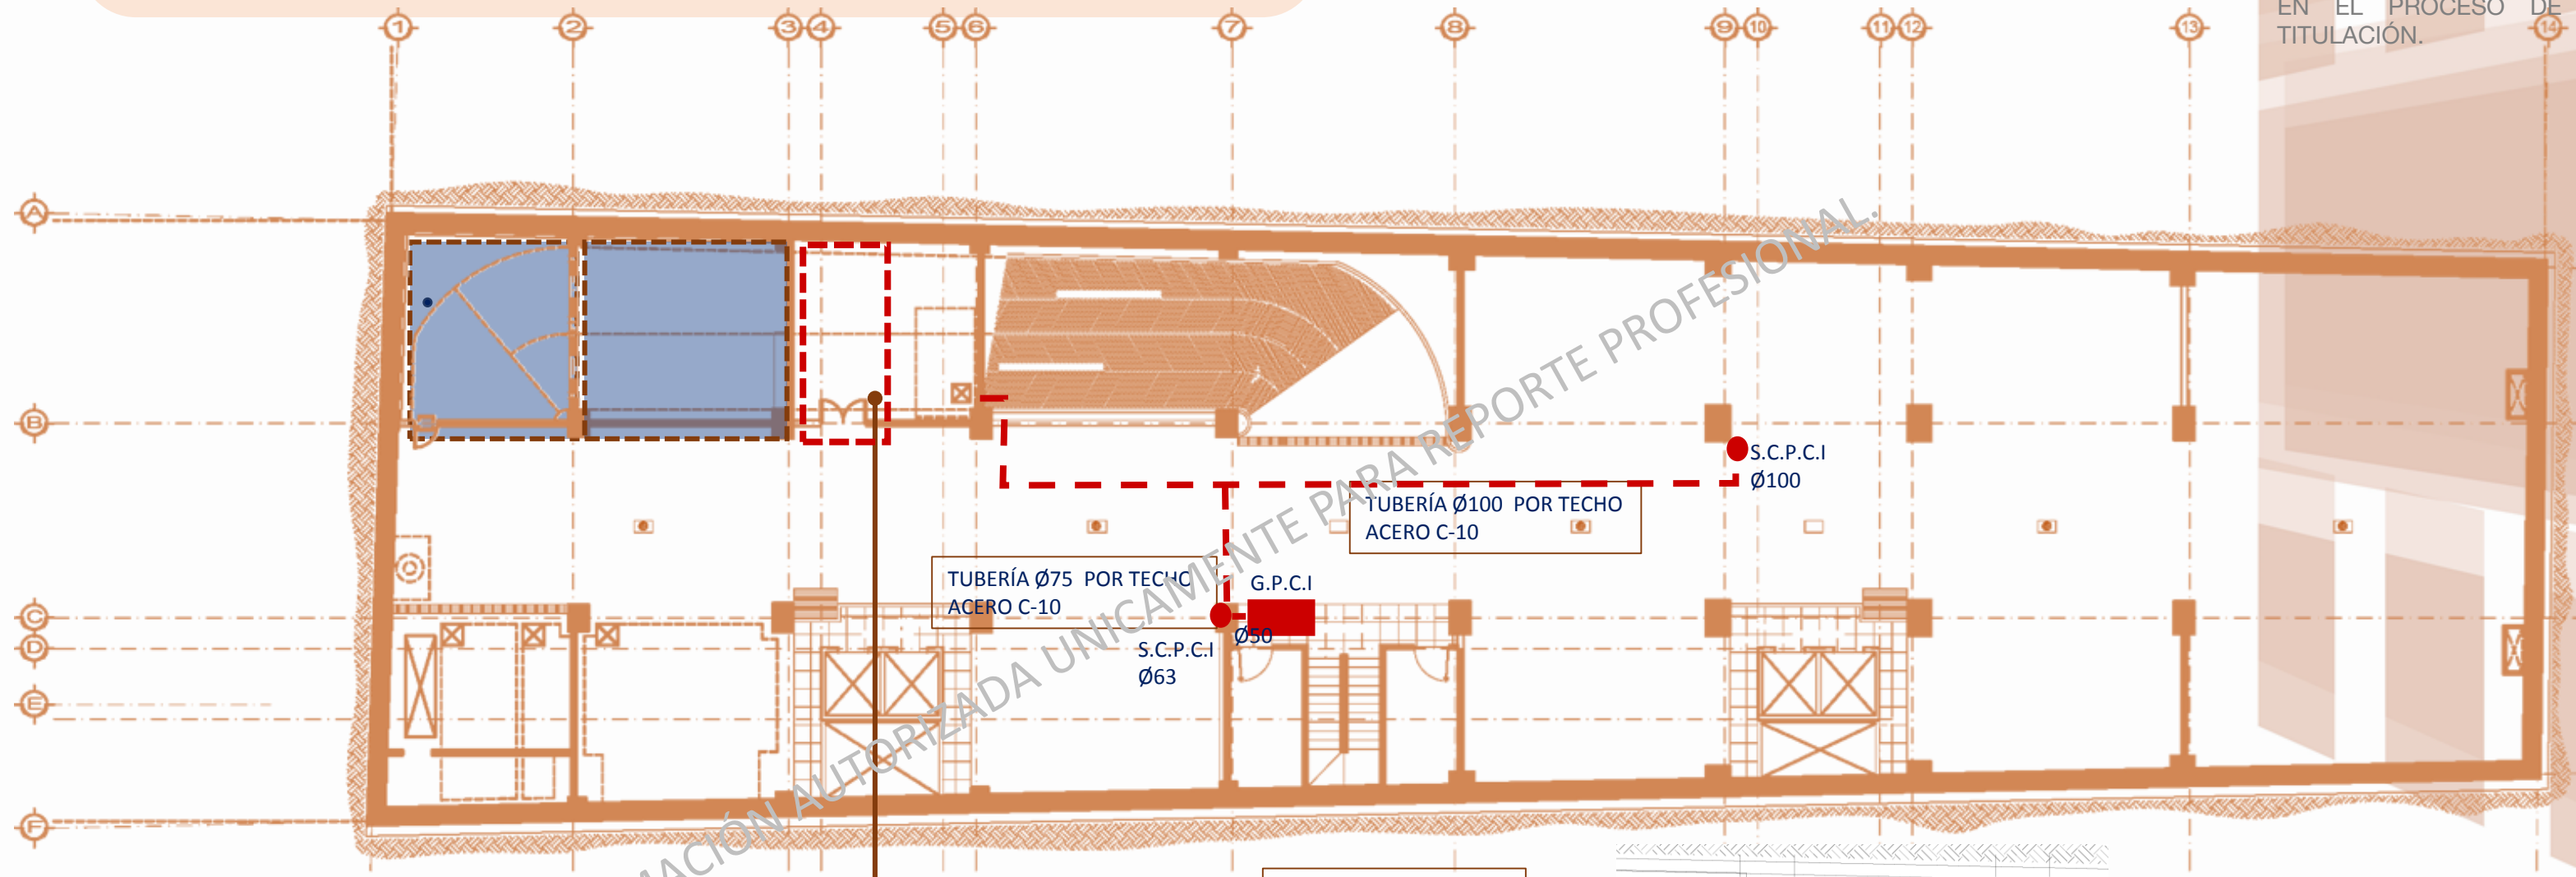 EN EL PROCESO DE
TITULACIÓN.
1 2 3 4 5 6 7 8 9 10 11 12 13 14
A
B
C
D
E
F
S.C.P.C.I
Ø100
TUBERÍA Ø100 POR TECHO
ACERO C-10
TUBERÍA Ø75 POR TECHO
ACERO C-10
G.P.C.I
Ø50
S.C.P.C.I
Ø63
MACIÓN AUTORIZADA UNICAMENTE PARA REPORTE PROFESIONAL.